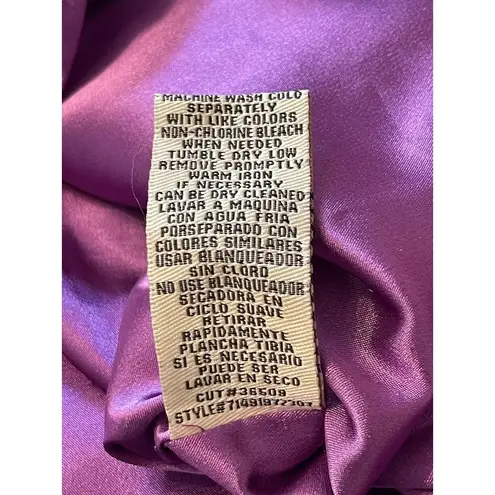 MACHINE WASH COLD
SEPARATELY
WITH LIKE COLORS
NON-CHLORINE BLEACH
WHEN NEEDED
TUMBLE DRY LOW
REMOVE PROMPTLY
WARM IRON
IF NECESSARY
CAN BE DRY CLEANED
LAVAR A MAQUINA
CON AGUA FRIA
PORSEPARADO CON
COLORES SIMILARES
USAR BLANQUEADOR
SIN CLORO
NO USE BLANQUEADOR
SECADORA EN
CICLO SUAVE
RETIRAR
RAPIDAMENTE
PLANCHA TIBIA
SI ES NECESARIO
PUEDE SER
LAVAR EN SECO
CUT#36609